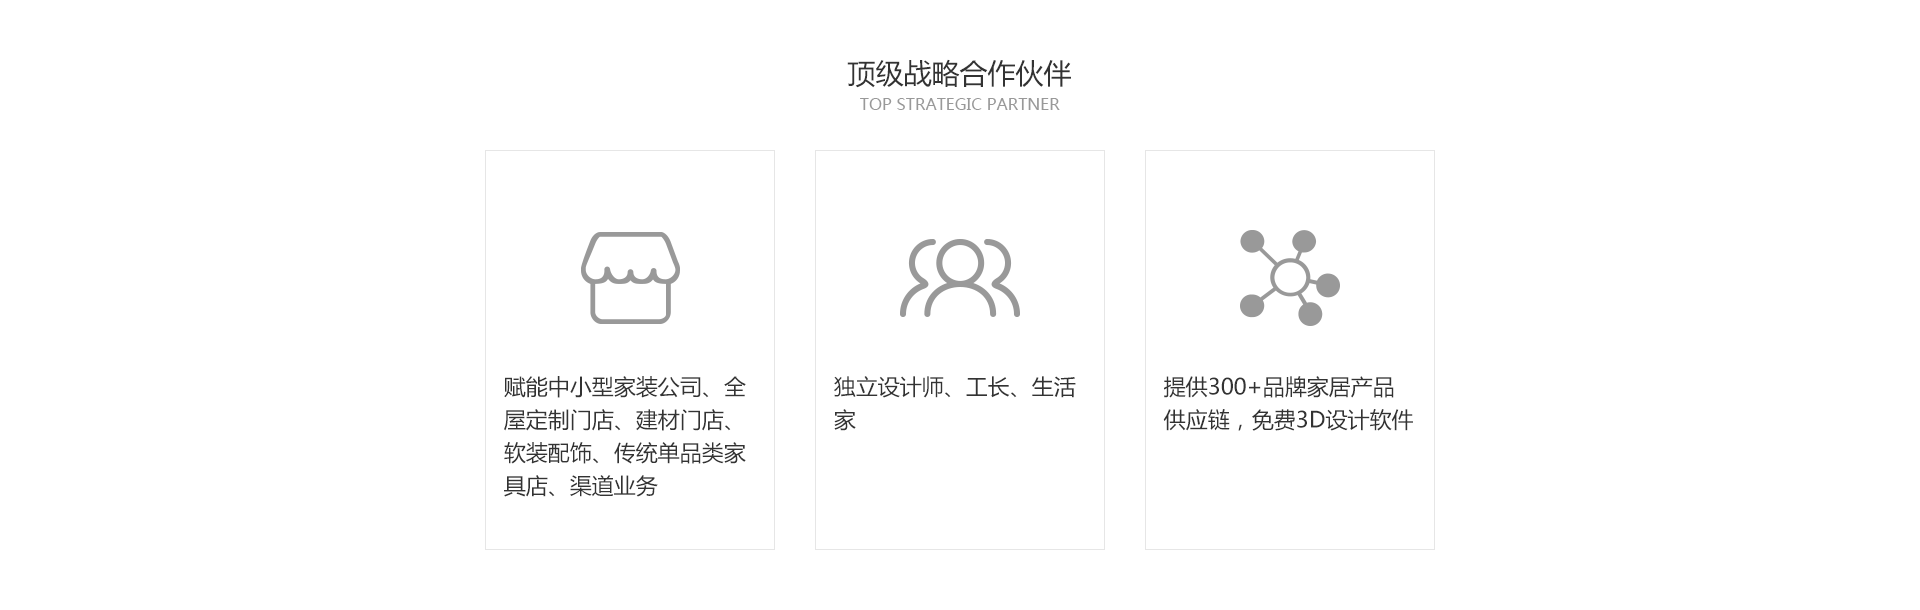 顶级战略合作伙伴
TOP STRATEGIC PARTNER
赋能中小型家装公司、全
屋定制门店、建材门店、
软装配饰、传统单品类家
具店、渠道业务
独立设计师、工长、生活
家
提供300+品牌家居产品
供应链，免费3D设计软件